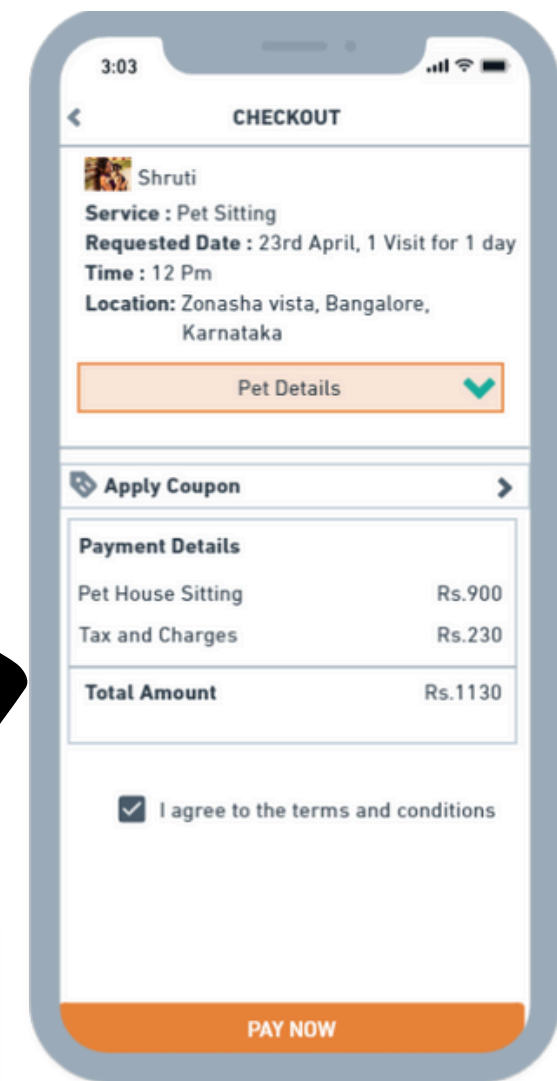 3:03
CHECKOUT
Shruti
Service : Pet Sitting
Requested Date : 23rd April, 1 Visit for 1 day
Time : 12 Pm
Location: Zonasha vista, Bangalore,
Karnataka
Pet Details
Apply Coupon
Payment Details
Pet House Sitting Rs.900
Tax and Charges Rs.230
Total Amount Rs.1130
I agree to the terms and conditions
PAY NOW